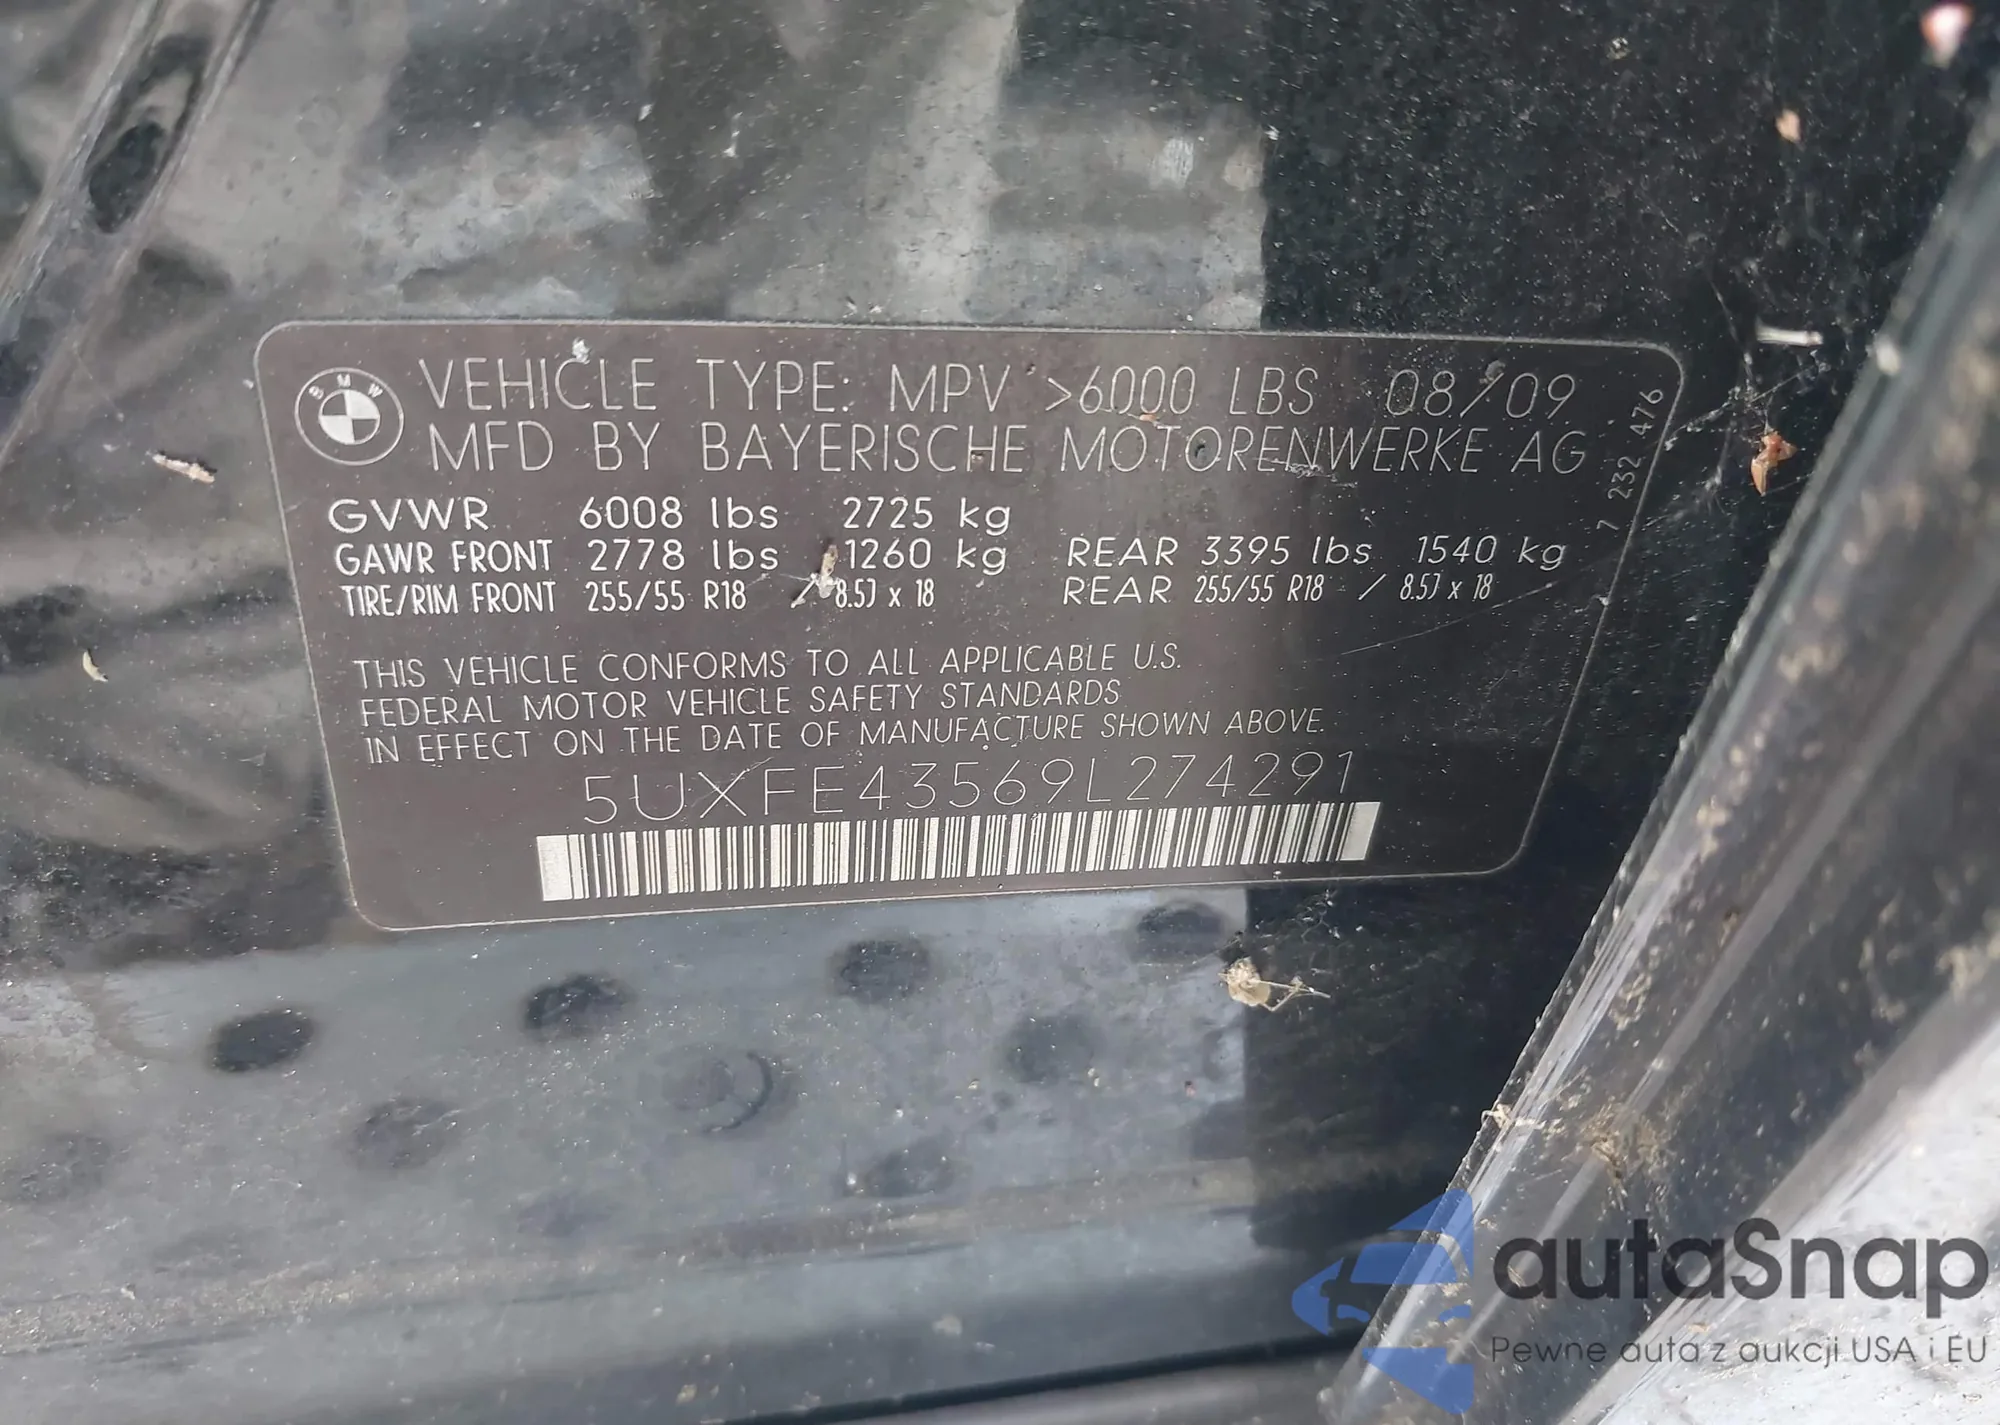 BMW
VEHICLE TYPE: MPV >6000 LBS 08/09
MFD BY BAYERISCHE MOTORENWERKE AG
GVWR 6008 lbs 2725 kg
GAWR FRONT 2778 lbs 1260 kg REAR 3395 lbs 1540 kg
TIRE/RIM FRONT 255/55 R18 / 8.5J x 18 REAR 255/55 R18 / 8.5J x 18
7 232 476
THIS VEHICLE CONFORMS TO ALL APPLICABLE U.S.
FEDERAL MOTOR VEHICLE SAFETY STANDARDS
IN EFFECT ON THE DATE OF MANUFACTURE SHOWN ABOVE.
5UXFE43569L274291
autaSnap
Pewne auta z aukcji USA i EU